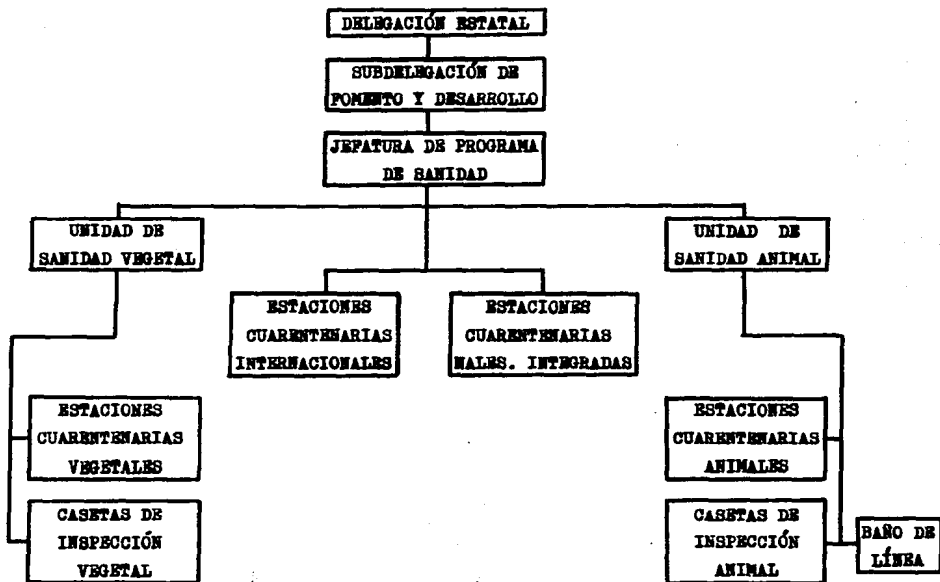 DELEGACIÓN ESTATAL
SUBDELEGACIÓN DE
FOMENTO Y DESARROLLO
JEFATURA DE PROGRAMA
DE SANIDAD
UNIDAD DE
SANIDAD VEGETAL
UNIDAD DE
SANIDAD ANIMAL
ESTACIONES
CUARENTENARIAS
INTERNACIONALES
ESTACIONES
CUARENTENARIAS
NALES. INTEGRADAS
ESTACIONES
CUARENTENARIAS
VEGETALES
ESTACIONES
CUARENTENARIAS
ANIMALES
CASETAS DE
INSPECCIÓN
VEGETAL
CASETAS DE
INSPECCIÓN
ANIMAL
BAÑO DE
LÍNEA